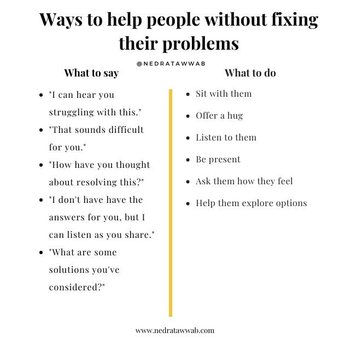 Ways to help people without fixing
their problems
@NEDRATAWWAB
What to say
• "I can hear you
struggling with this."
• "That sounds difficult
for you."
• "How have you thought
about resolving this?"
• "I don't have have the
answers for you, but I
can listen as you share."
• "What are some
solutions you've
considered?"
What to do
• Sit with them
• Offer a hug
• Listen to them
• Be present
• Ask them how they feel
• Help them explore options
www.nedratawwab.com